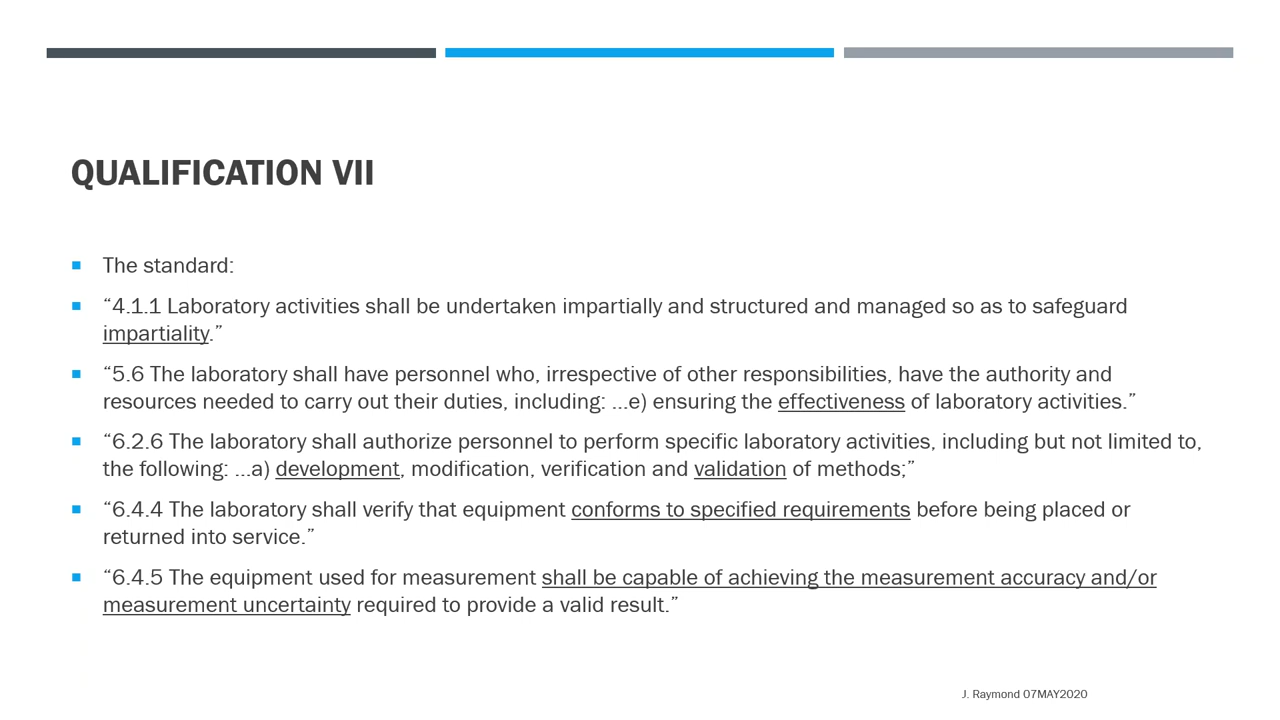 QUALIFICATION VII
The standard:
“4.1.1 Laboratory activities shall be undertaken impartially and structured and managed so as to safeguard
impartiality.”
“5.6 The laboratory shall have personnel who, irrespective of other responsibilities, have the authority and
resources needed to carry out their duties, including: ...e) ensuring the effectiveness of laboratory activities.”
“6.2.6 The laboratory shall authorize personnel to perform specific laboratory activities, including but not limited to,
the following: ...a) development, modification, verification and validation of methods;”
“6.4.4 The laboratory shall verify that equipment conforms to specified requirements before being placed or
returned into service.”
“6.4.5 The equipment used for measurement shall be capable of achieving the measurement accuracy and/or
measurement uncertainty required to provide a valid result.”
J. Raymond 07MAY2020